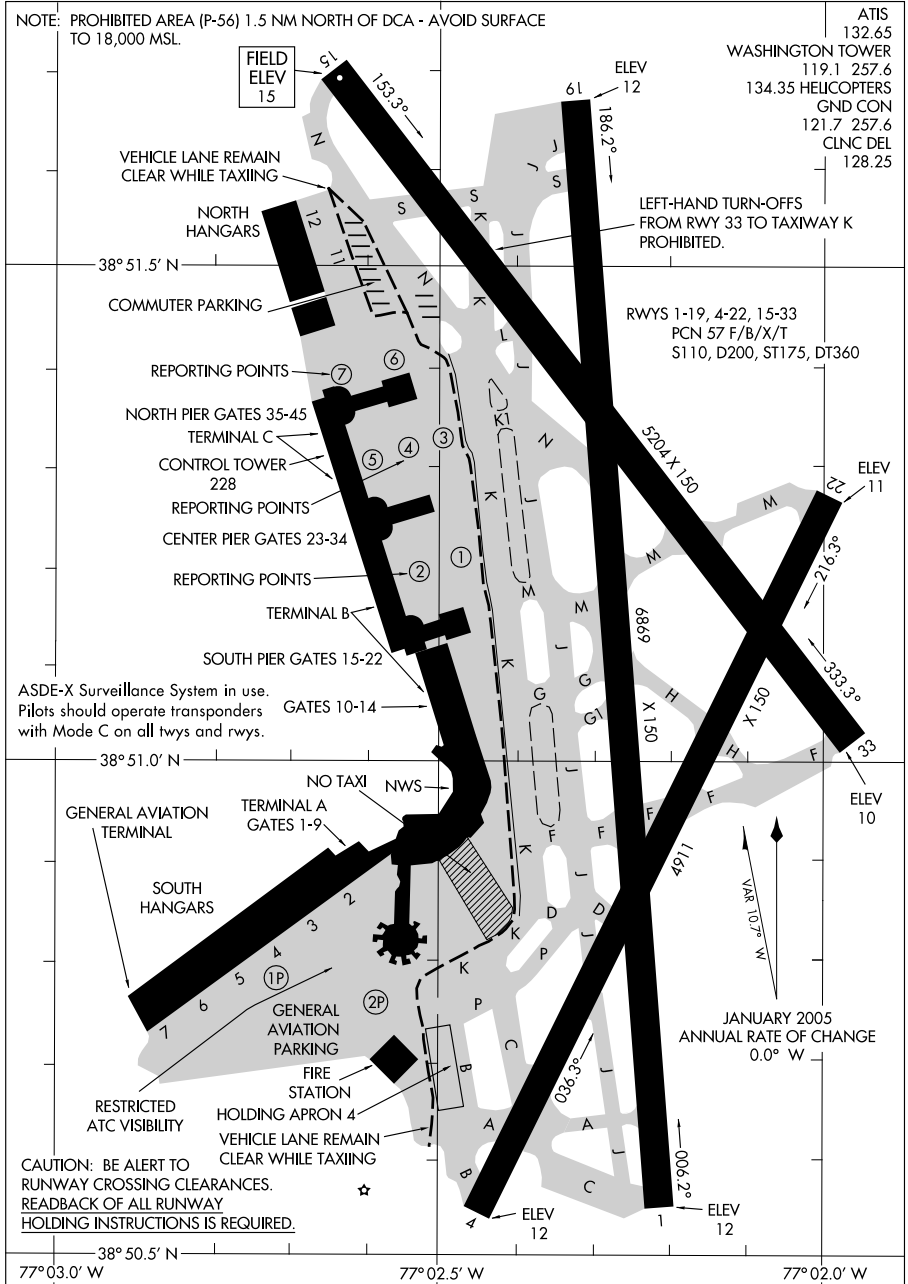 NOTE: PROHIBITED AREA (P-56) 1.5 NM NORTH OF DCA - AVOID SURFACE
TO 18,000 MSL.
ATIS
132.65
WASHINGTON TOWER
119.1 257.6
134.35 HELICOPTERS
GND CON
121.7 257.6
CLNC DEL
128.25
FIELD
ELEV
15
15
153.3°
19
ELEV
12
186.2°
N
J
J
S
VEHICLE LANE REMAIN
CLEAR WHILE TAXIING
NORTH
HANGARS
12
11
S
S
K
J
LEFT-HAND TURN-OFFS
FROM RWY 33 TO TAXIWAY K
PROHIBITED.
38°51.5' N
N
COMMUTER PARKING
K
L
J
RWYS 1-19, 4-22, 15-33
PCN 57 F/B/X/T
S110, D200, ST175, DT360
REPORTING POINTS
7
6
NORTH PIER GATES 35-45
TERMINAL C
CONTROL TOWER
228
5
4
3
K1
N
5204 X 150
REPORTING POINTS
CENTER PIER GATES 23-34
K
J
M
22
ELEV
11
REPORTING POINTS
2
1
M
M
M
216.3°
TERMINAL B
6869
X 150
SOUTH PIER GATES 15-22
K
J
G
G
G1
H
H
F
333.3°
33
ELEV
10
ASDE-X Surveillance System in use.
Pilots should operate transponders
with Mode C on all twys and rwys.
GATES 10-14
38°51.0' N
NO TAXI
NWS
J
TERMINAL A
GATES 1-9
GENERAL AVIATION
TERMINAL
K
F
F
F
F
4911
X 150
SOUTH
HANGARS
2
3
4
5
6
7
J
D
D
J
K
P
K
P
VAR 10.7° W
1P
2P
GENERAL
AVIATION
PARKING
JANUARY 2005
ANNUAL RATE OF CHANGE
0.0° W
C
B
J
036.3°
FIRE
STATION
RESTRICTED
ATC VISIBILITY
HOLDING APRON 4
VEHICLE LANE REMAIN
CLEAR WHILE TAXIING
A
A
J
B
C
006.2°
CAUTION: BE ALERT TO
RUNWAY CROSSING CLEARANCES.
READBACK OF ALL RUNWAY
HOLDING INSTRUCTIONS IS REQUIRED.
4
ELEV
12
1
ELEV
12
38°50.5' N
77°03.0' W
77°02.5' W
77°02.0' W